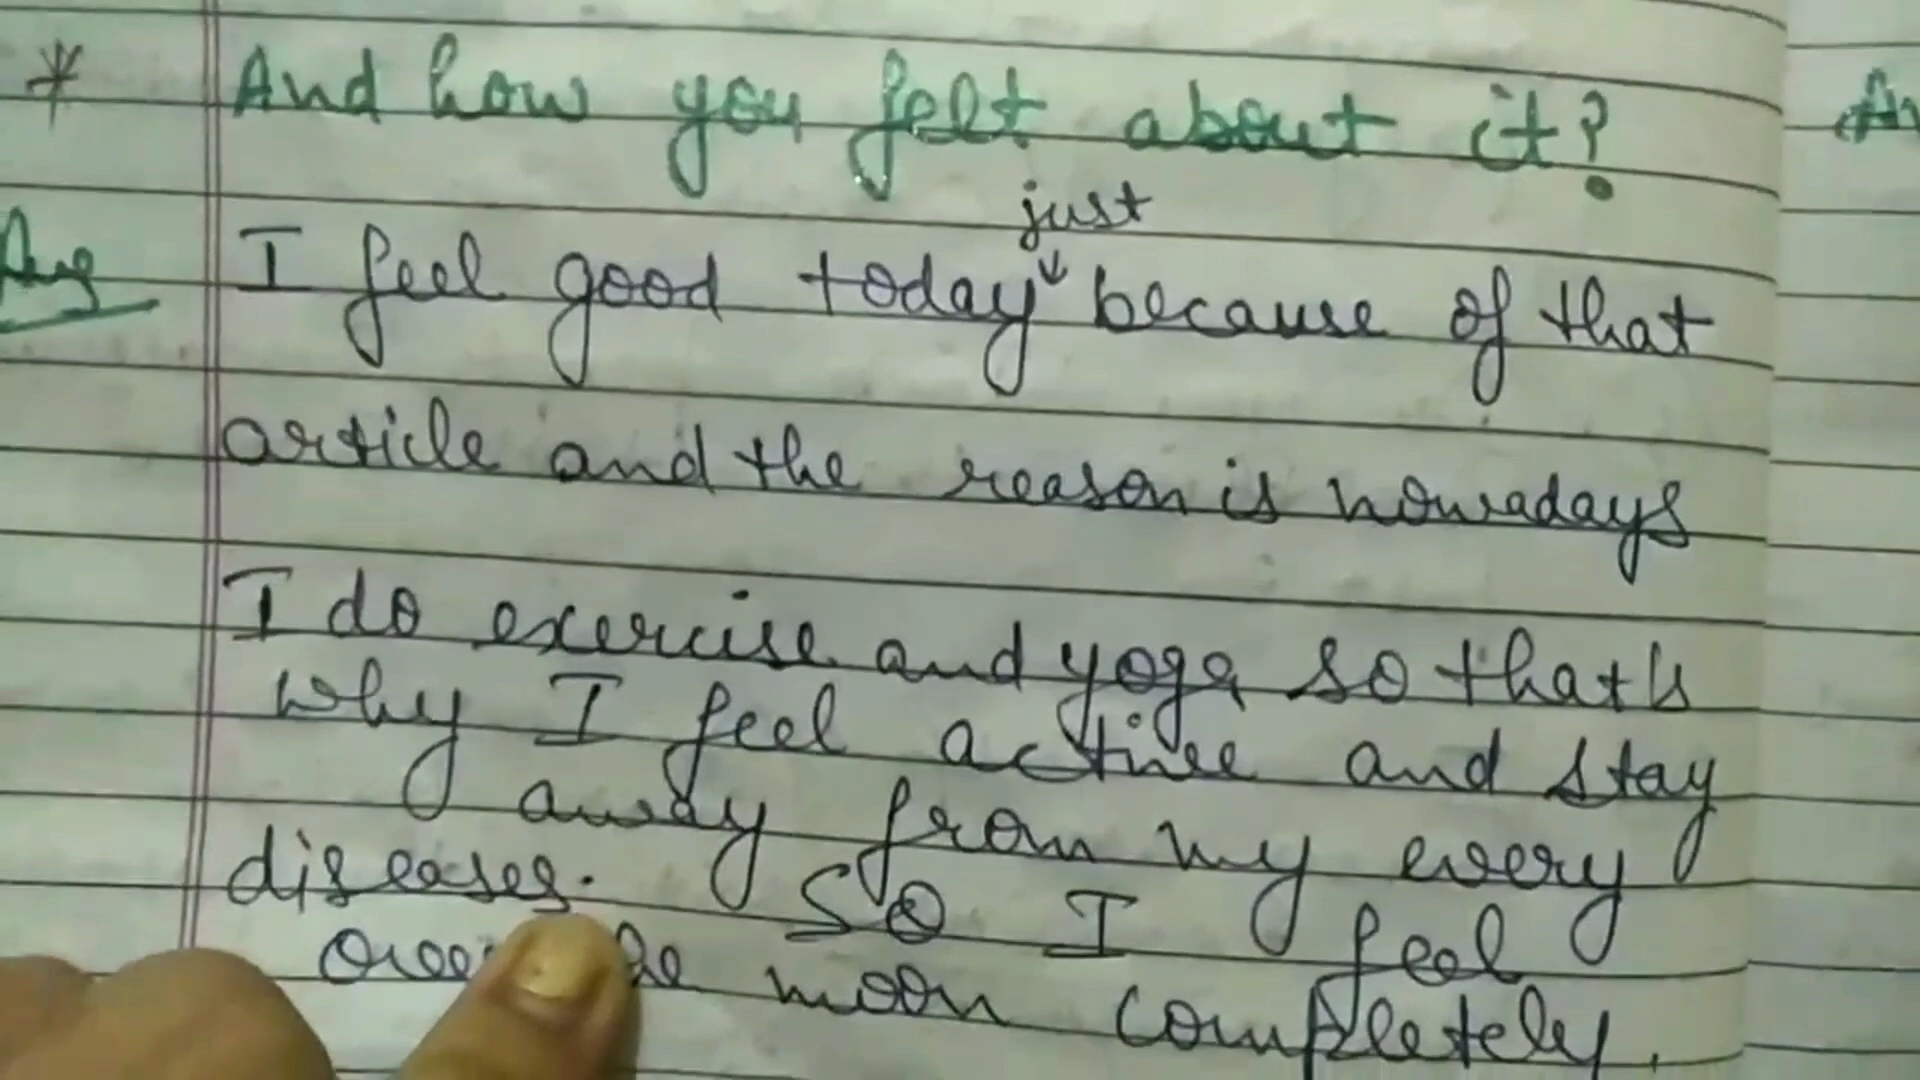 * And how you felt about it?
just
Ans I feel good today because of that
article and the reason is nowadays
I do exercise and yoga, so that's
why I feel active and stay
away from my every
diseases. So I feel
moon completely.